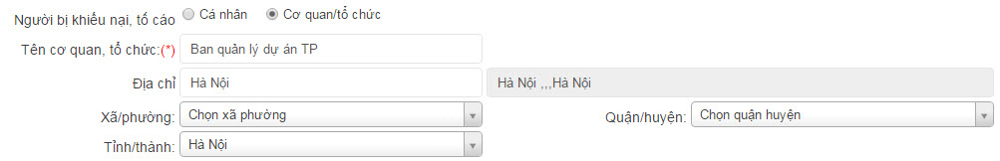 Người bị khiếu nại, tố cáo Cá nhân Cơ quan/tổ chức
Tên cơ quan, tổ chức:(*) Ban quản lý dự án TP
Địa chỉ Hà Nội Hà Nội ,,,Hà Nội
Xã/phường: Chọn xã phường Quận/huyện: Chọn quận huyện
Tỉnh/thành: Hà Nội